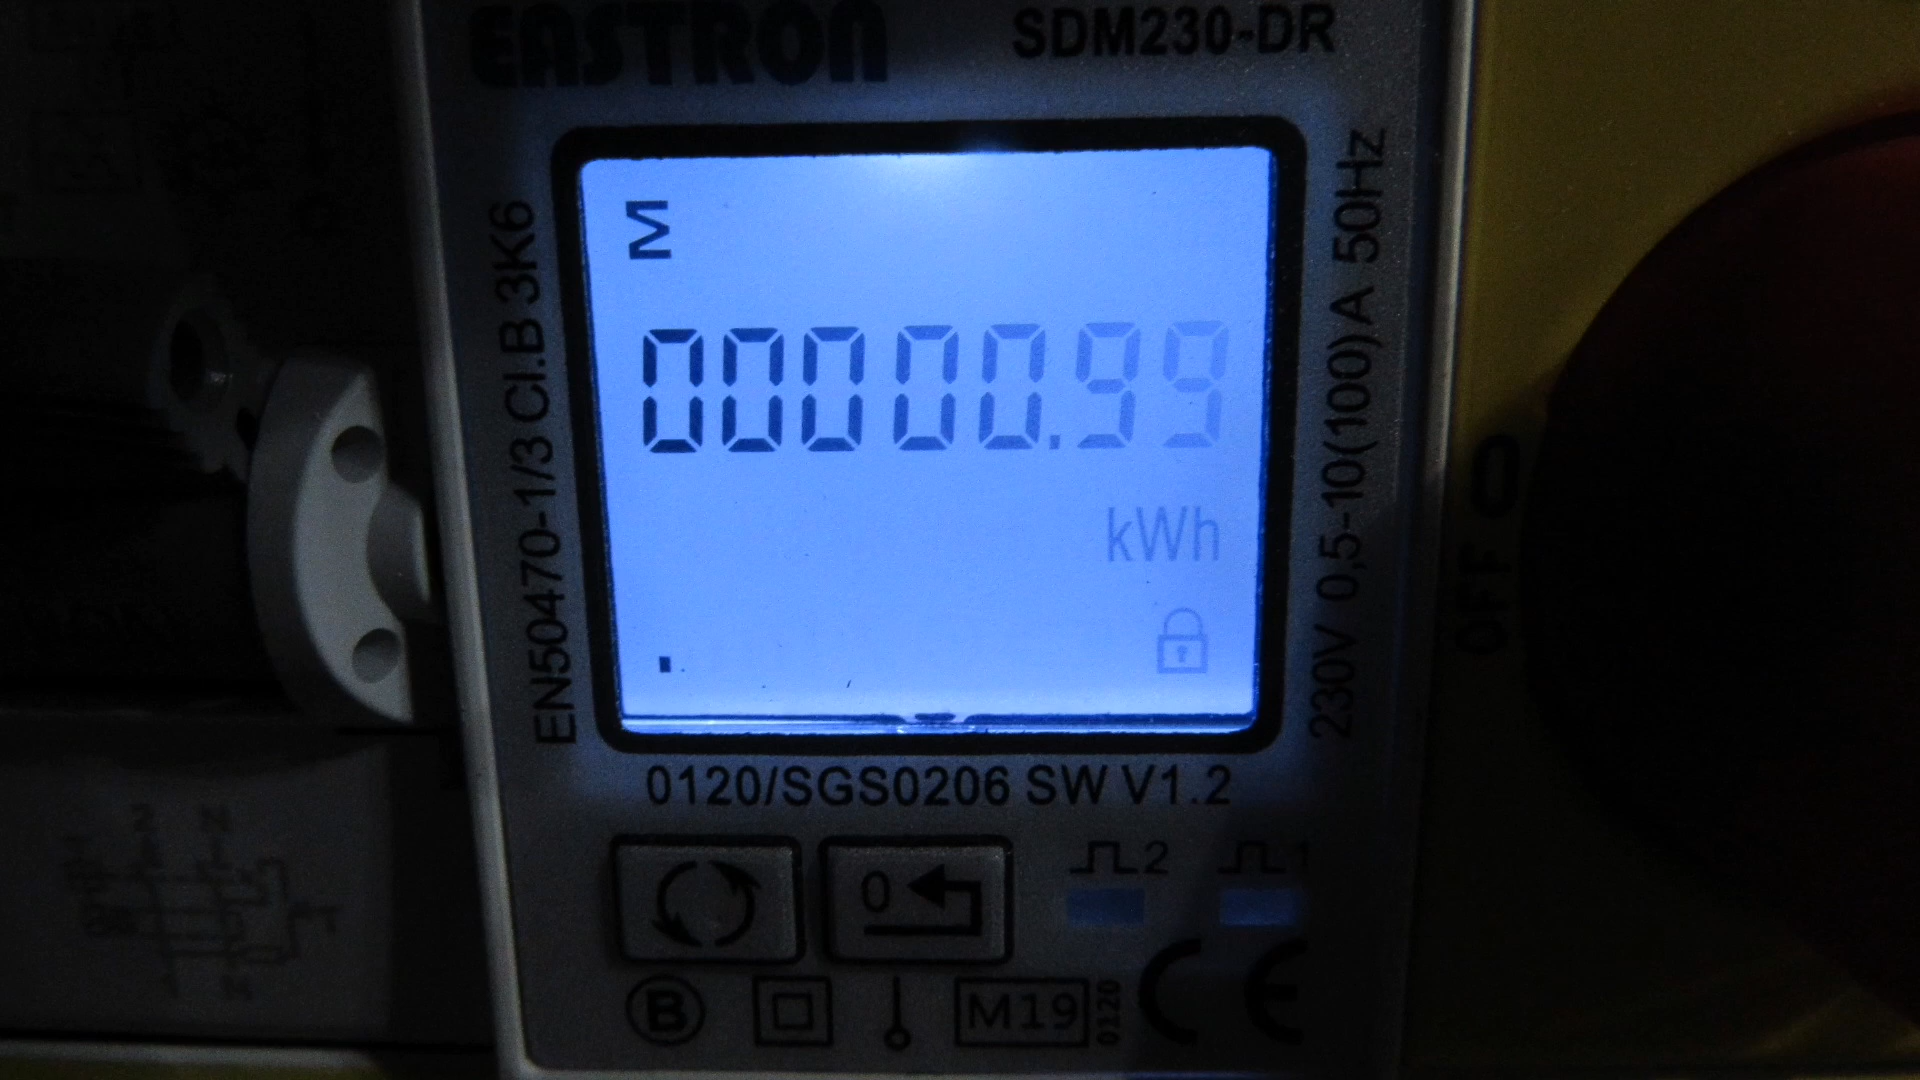 EASTRON
SDM230-DR
EN50470-1/3 Cl.B 3K6
M
00000.99
kWh
230V 0,5-10(100)A 50Hz
0120/SGS0206 SW V1.2
0
2
1
B
M19
0120
CE
OFF
O